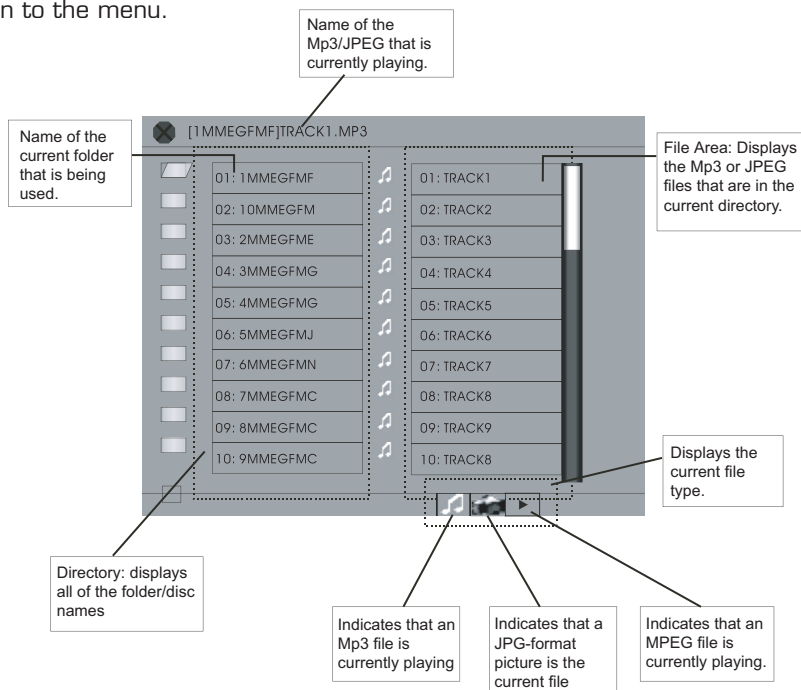 n to the menu.
Name of the
Mp3/JPEG that is
currently playing.
Name of the
current folder
that is being
used.
[1MMEGFMF]TRACK1.MP3
File Area: Displays
the Mp3 or JPEG
files that are in the
current directory.
01: 1MMEGFMF
02: 10MMEGFM
03: 2MMEGFME
04: 3MMEGFMG
05: 4MMEGFMG
06: 5MMEGFMJ
07: 6MMEGFMN
08: 7MMEGFMC
09: 8MMEGFMC
10: 9MMEGFMC
01: TRACK1
02: TRACK2
03: TRACK3
04: TRACK4
05: TRACK5
06: TRACK6
07: TRACK7
08: TRACK8
09: TRACK9
10: TRACK8
Displays the
current file
type.
Directory: displays
all of the folder/disc
names
Indicates that an
Mp3 file is
currently playing
Indicates that a
JPG-format
picture is the
current file
Indicates that an
MPEG file is
currently playing.